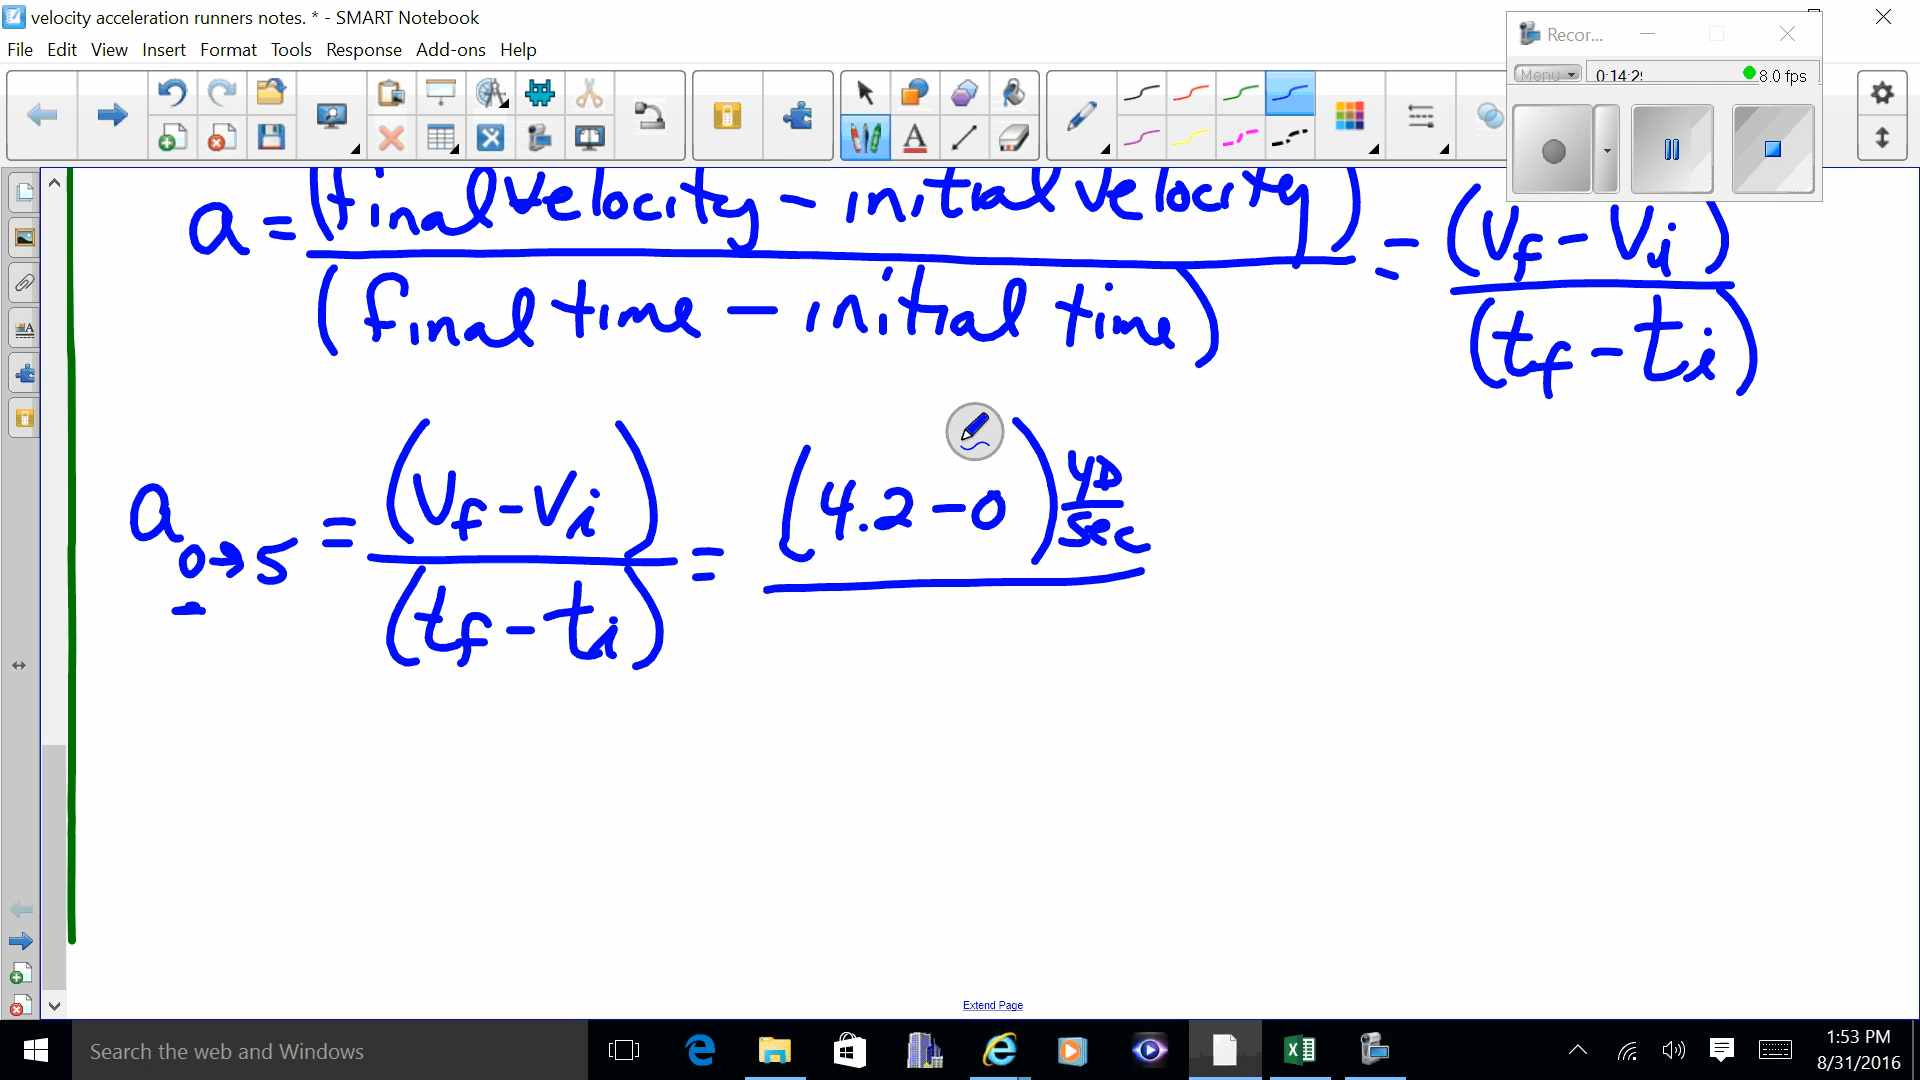 velocity acceleration runners notes. * - SMART Notebook
File Edit View Insert Format Tools Response Add-ons Help
Recor...
Menu 0:14:29 8.0 fps
a = (final velocity - initial velocity) / (final time - initial time) = (Vf - Vi) / (tf - ti)
a 0→5 = (Vf - Vi) / (tf - ti) = (4.2 - 0) YD/sec
Extend Page
Search the web and Windows
1:53 PM
8/31/2016